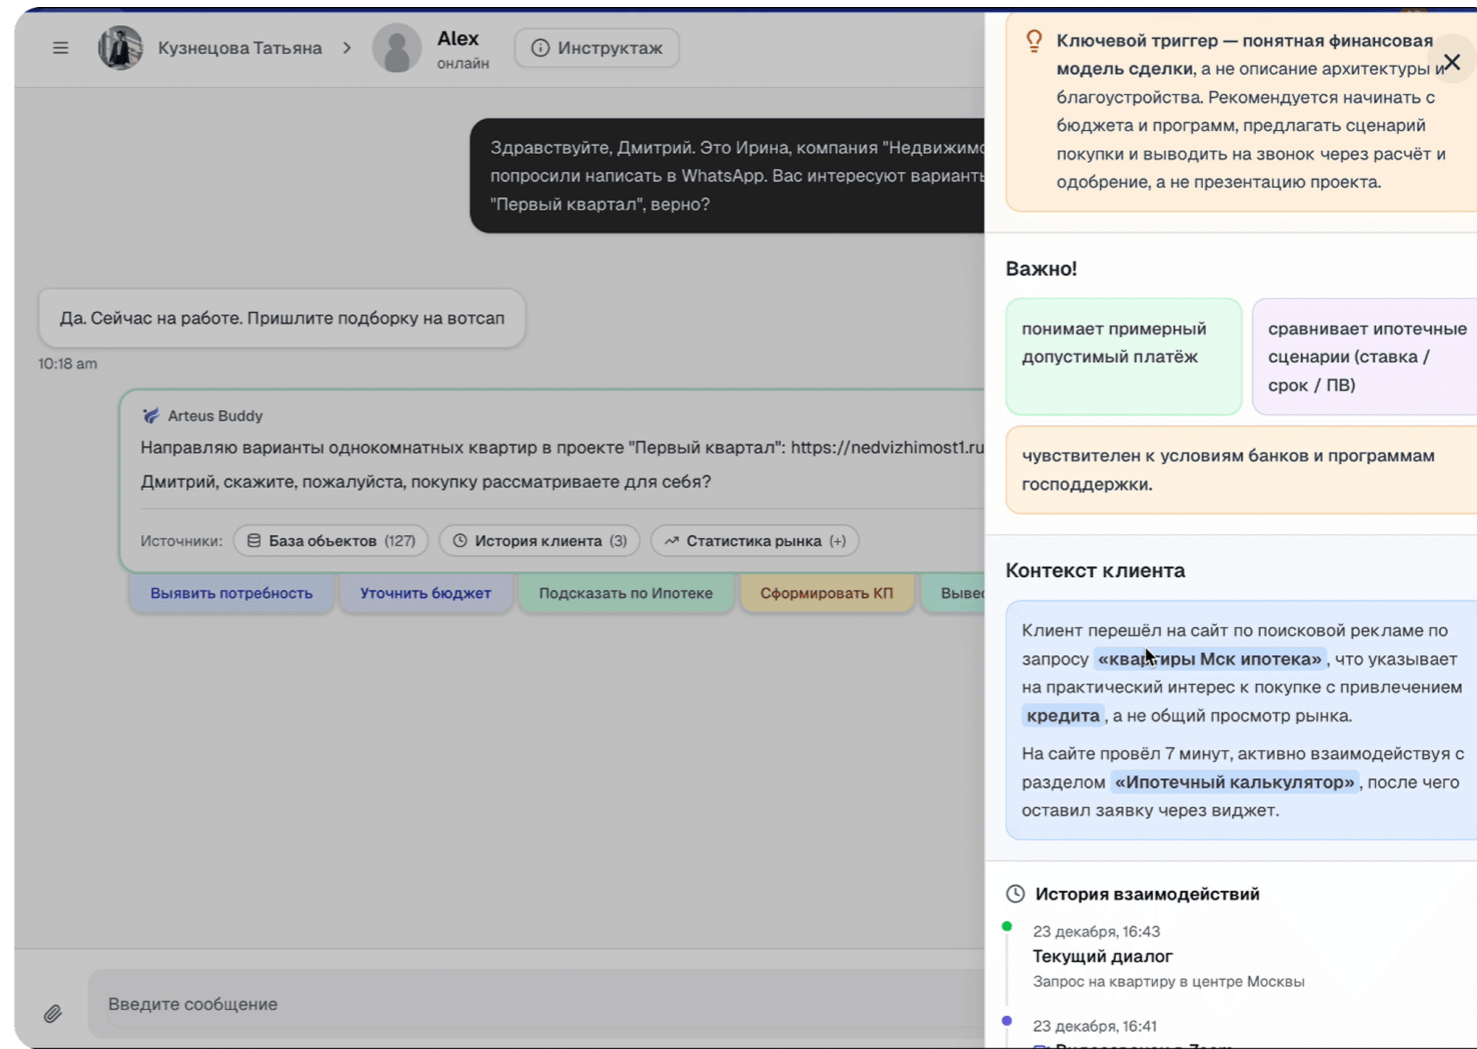 Кузнецова Татьяна
Alex
онлайн
Инструктаж
Здравствуйте, Дмитрий. Это Ирина, компания
попросили написать в WhatsApp. Вас интересуют
"Первый квартал", верно?
Да. Сейчас на работе. Пришлите подборку на вотсап
10:18 am
Arteus Buddy
Направляю варианты однокомнатных квартир в проекте "Первый квартал": https://nedvizhimost1.ru
Дмитрий, скажите, пожалуйста, покупку рассматриваете для себя?
Источники: База объектов (127) История клиента (3) Статистика рынка (+)
Выявить потребность Уточнить бюджет Подсказать по Ипотеке Сформировать КП
Введите сообщение
Ключевой триггер — понятная финансовая
модель сделки, а не описание архитектуры и
благоустройства. Рекомендуется начинать с
бюджета и программ, предлагать сценарий
покупки и выводить на звонок через расчёт и
одобрение, а не презентацию проекта.
Важно!
понимает примерный
допустимый платёж
сравнивает ипотечные
сценарии (ставка /
срок / ПВ)
чувствителен к условиям банков и программам
господдержки.
Контекст клиента
Клиент перешёл на сайт по поисковой рекламе по
запросу «квартиры Мск ипотека», что указывает
на практический интерес к покупке с привлечением
кредита, а не общий просмотр рынка.
На сайте провёл 7 минут, активно взаимодействуя с
разделом «Ипотечный калькулятор», после чего
оставил заявку через виджет.
История взаимодействий
23 декабря, 16:43
Текущий диалог
Запрос на квартиру в центре Москвы
23 декабря, 16:41